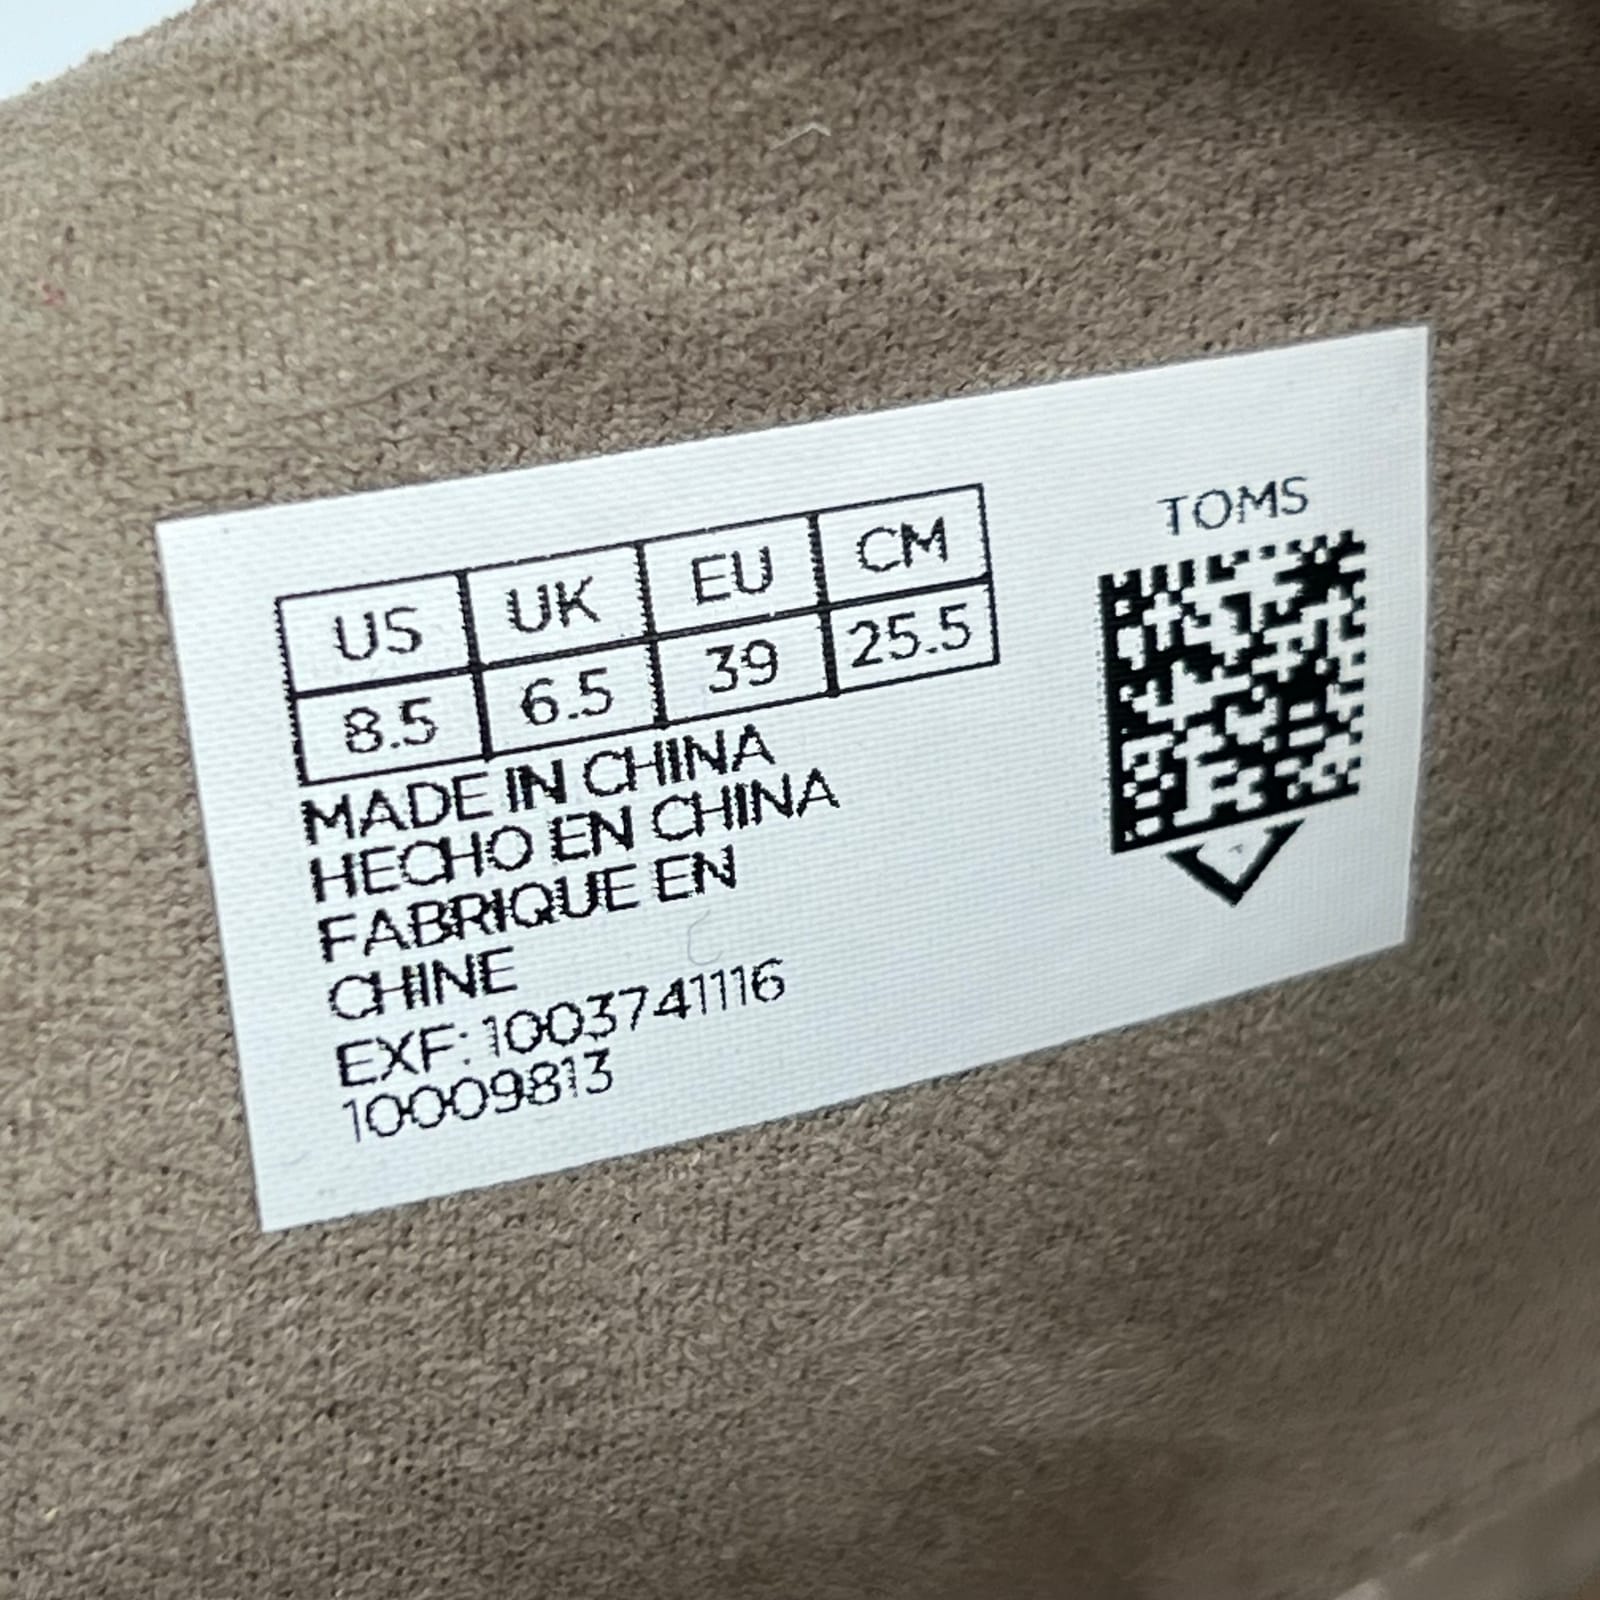 TOMS
US UK EU CM
8.5 6.5 39 25.5
MADE IN CHINA
HECHO EN CHINA
FABRIQUE EN
CHINE
EXF: 1003741116
10009813